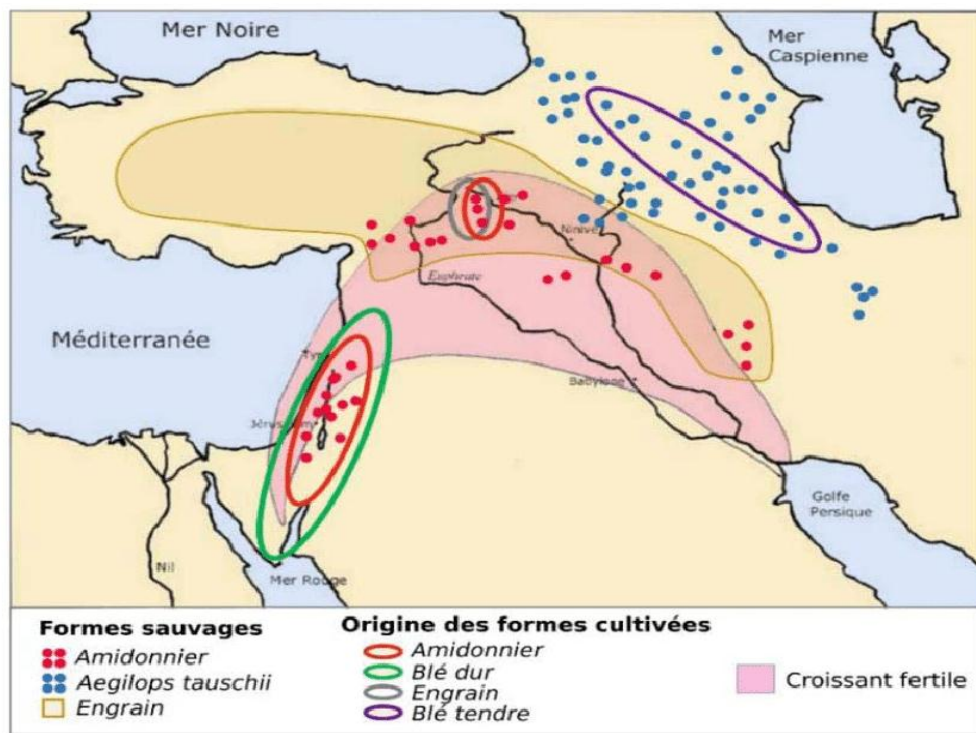 Mer Noire
Mer
Caspienne
Ninive
Euphrate
Méditerranée
Tyr
Babylone
Golfe
Persique
Nil
Mer Rouge
Formes sauvages
Amidonnier
Aegilops tauschii
Engrain
Origine des formes cultivées
Amidonnier
Blé dur
Engrain
Blé tendre
Croissant fertile